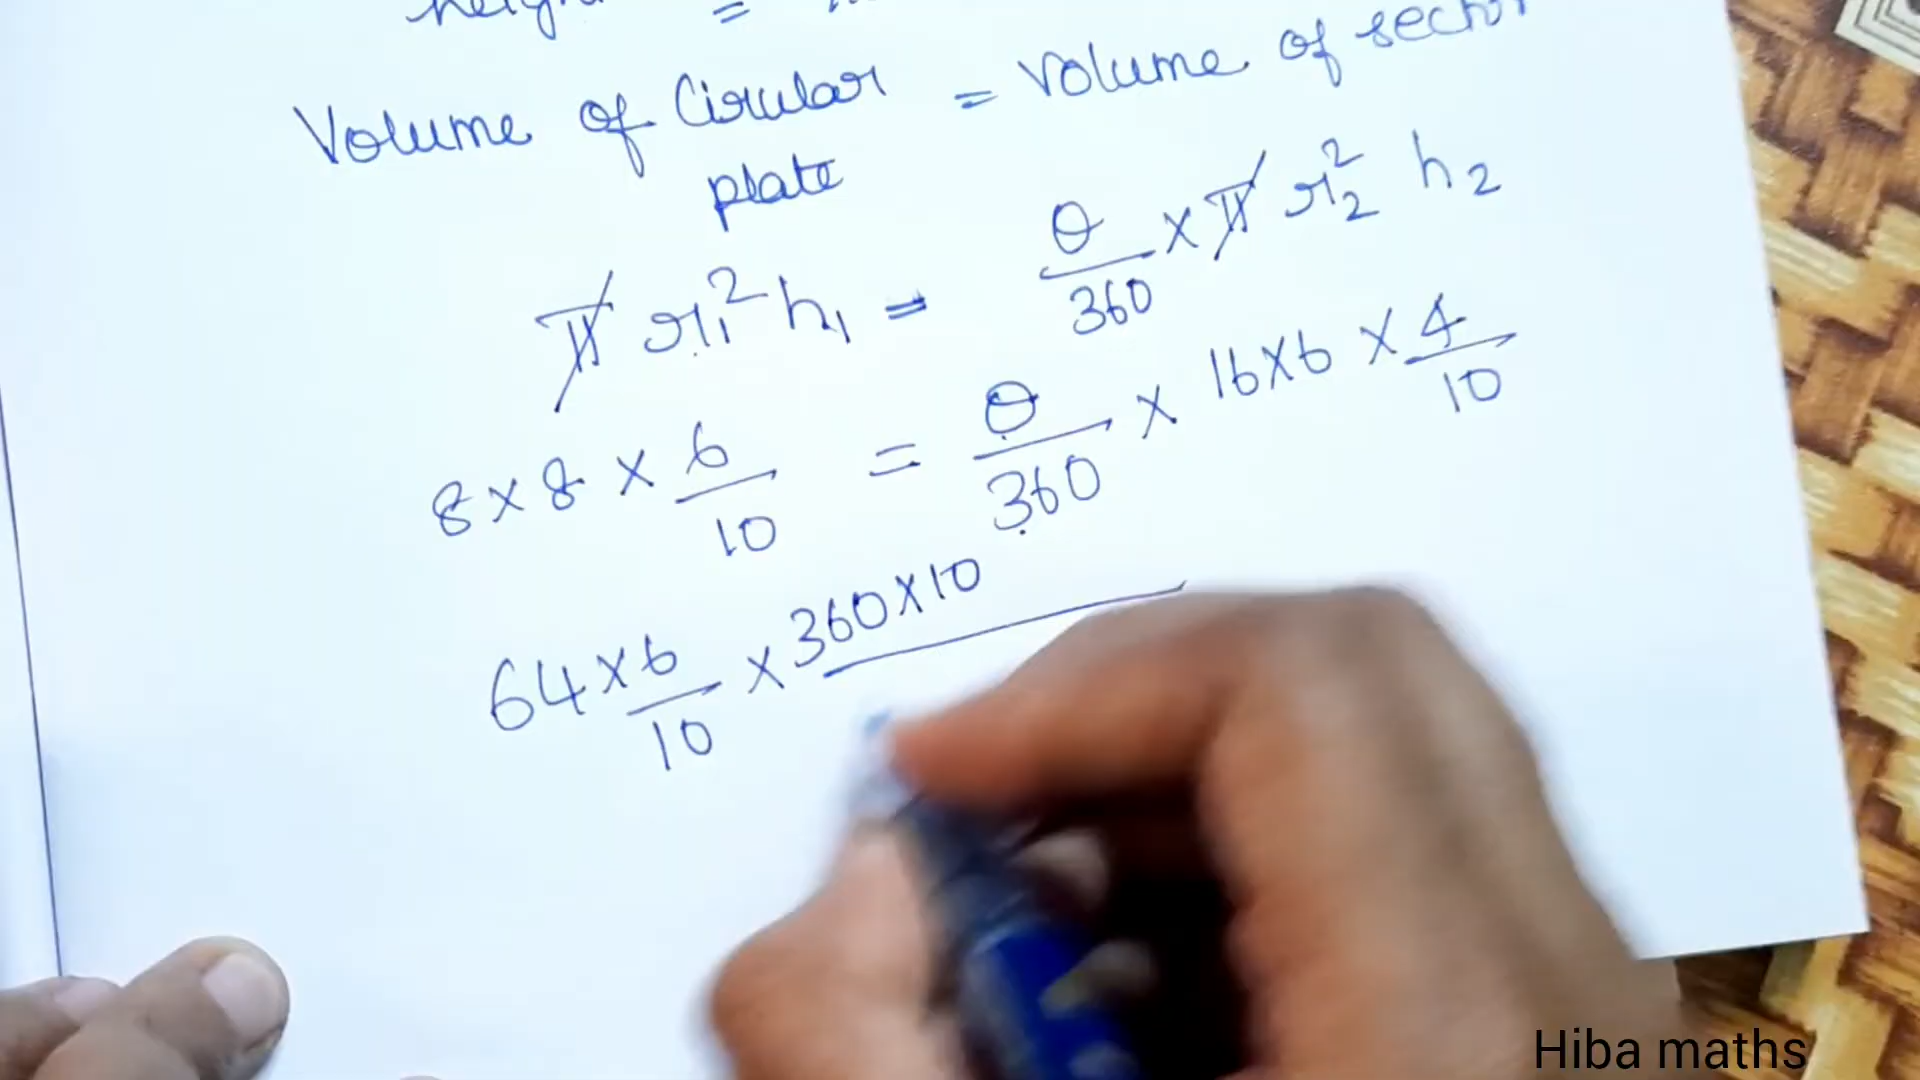 height =
Volume of Circular = Volume of sector
plate
π r₁² h₁ = θ/360 × π r₂² h₂
8×8 × 6/10 = θ/360 × 16×6 × 4/10
64×6/10 × 360×10
Hiba maths